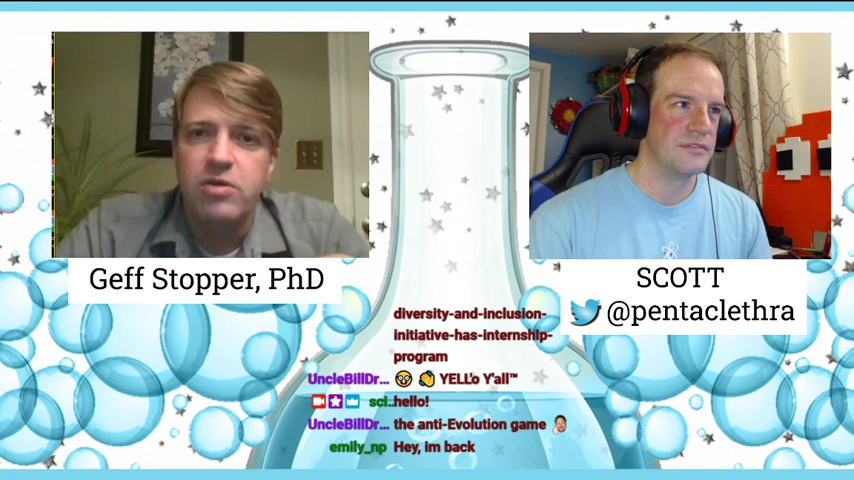 Geff Stopper, PhD
SCOTT
@pentaclethra
diversity-and-inclusion-
initiative-has-internship-
program
UncleBillDr... YELL'o Y'all™
sci..hello!
UncleBillDr... the anti-Evolution game
emily_np Hey, im back